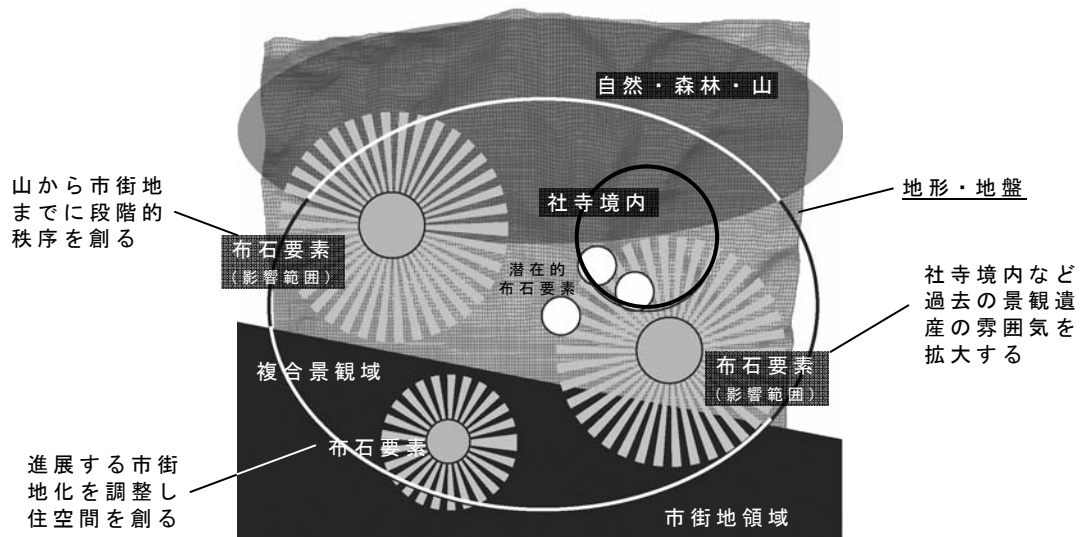 自然・森林・山
山から市街地
までに段階的
秩序を創る
社寺境内
地形・地盤
布石要素
(影響範囲)
潜在的
布石要素
社寺境内など
過去の景観遺
産の雰囲気を
拡大する
複合景観域
布石要素
(影響範囲)
布石要素
進展する市街
地化を調整し
住空間を創る
市街地領域